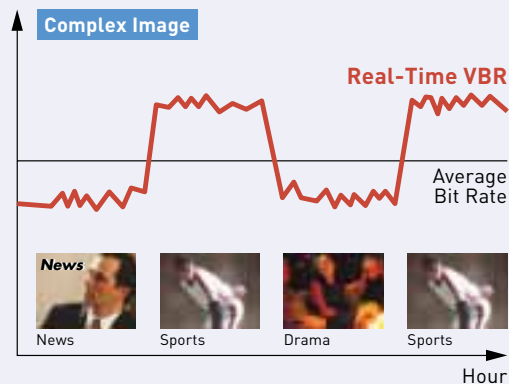 Complex Image
Real-Time VBR
Average
Bit Rate
News
News
Sports
Drama
Sports
Hour